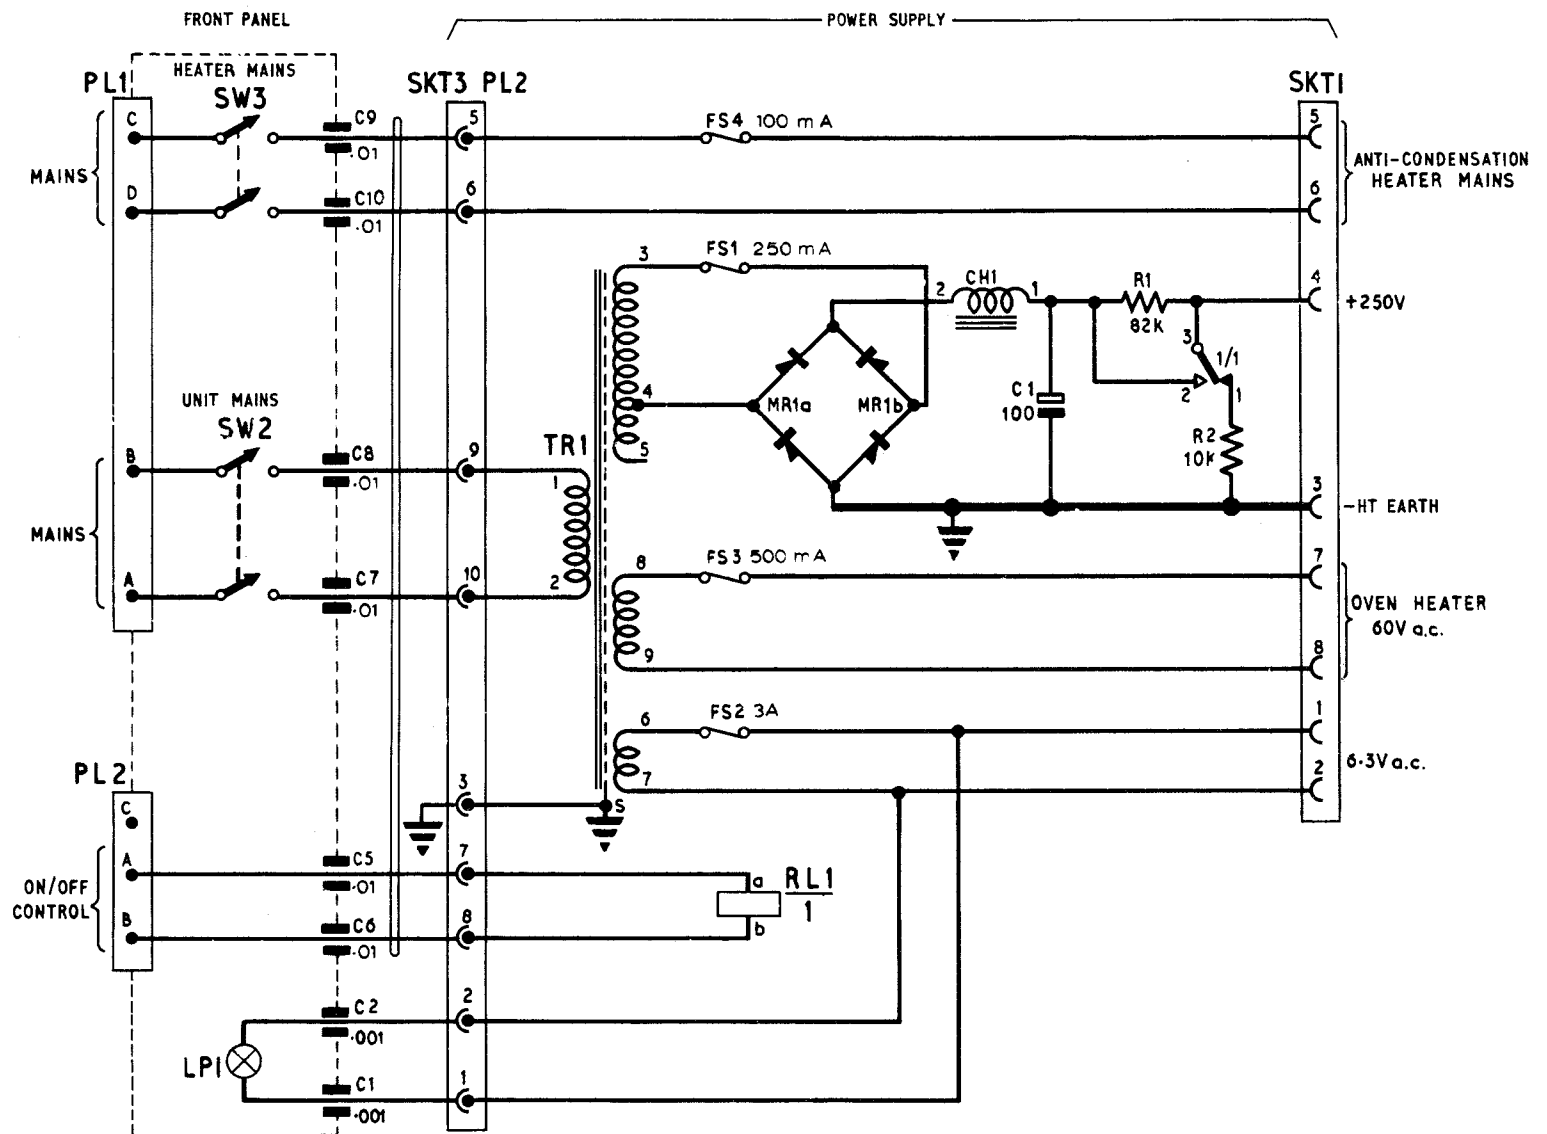 FRONT PANEL
POWER SUPPLY
HEATER MAINS
PL1
SW3
SKT3 PL2
SKT1
C
C9
.01
5
FS4 100 mA
5
MAINS
ANTI-CONDENSATION
HEATER MAINS
D
C10
.01
6
6
3
FS1 250 mA
2
CH1
1
R1
82K
4
+250V
3
1/1
2
1
4
MR1a
MR1b
C1
100
R2
10K
5
UNIT MAINS
SW2
TR1
B
C8
.01
9
1
3
-HT EARTH
MAINS
A
C7
.01
10
2
8
FS3 500 mA
7
OVEN HEATER
60V a.c.
9
8
6
FS2 3A
1
6.3V a.c.
7
2
PL2
3
S
C
A
C5
.01
7
a
RL1
1
ON/OFF
CONTROL
B
C6
.01
8
b
C2
.001
2
LP1
C1
.001
1